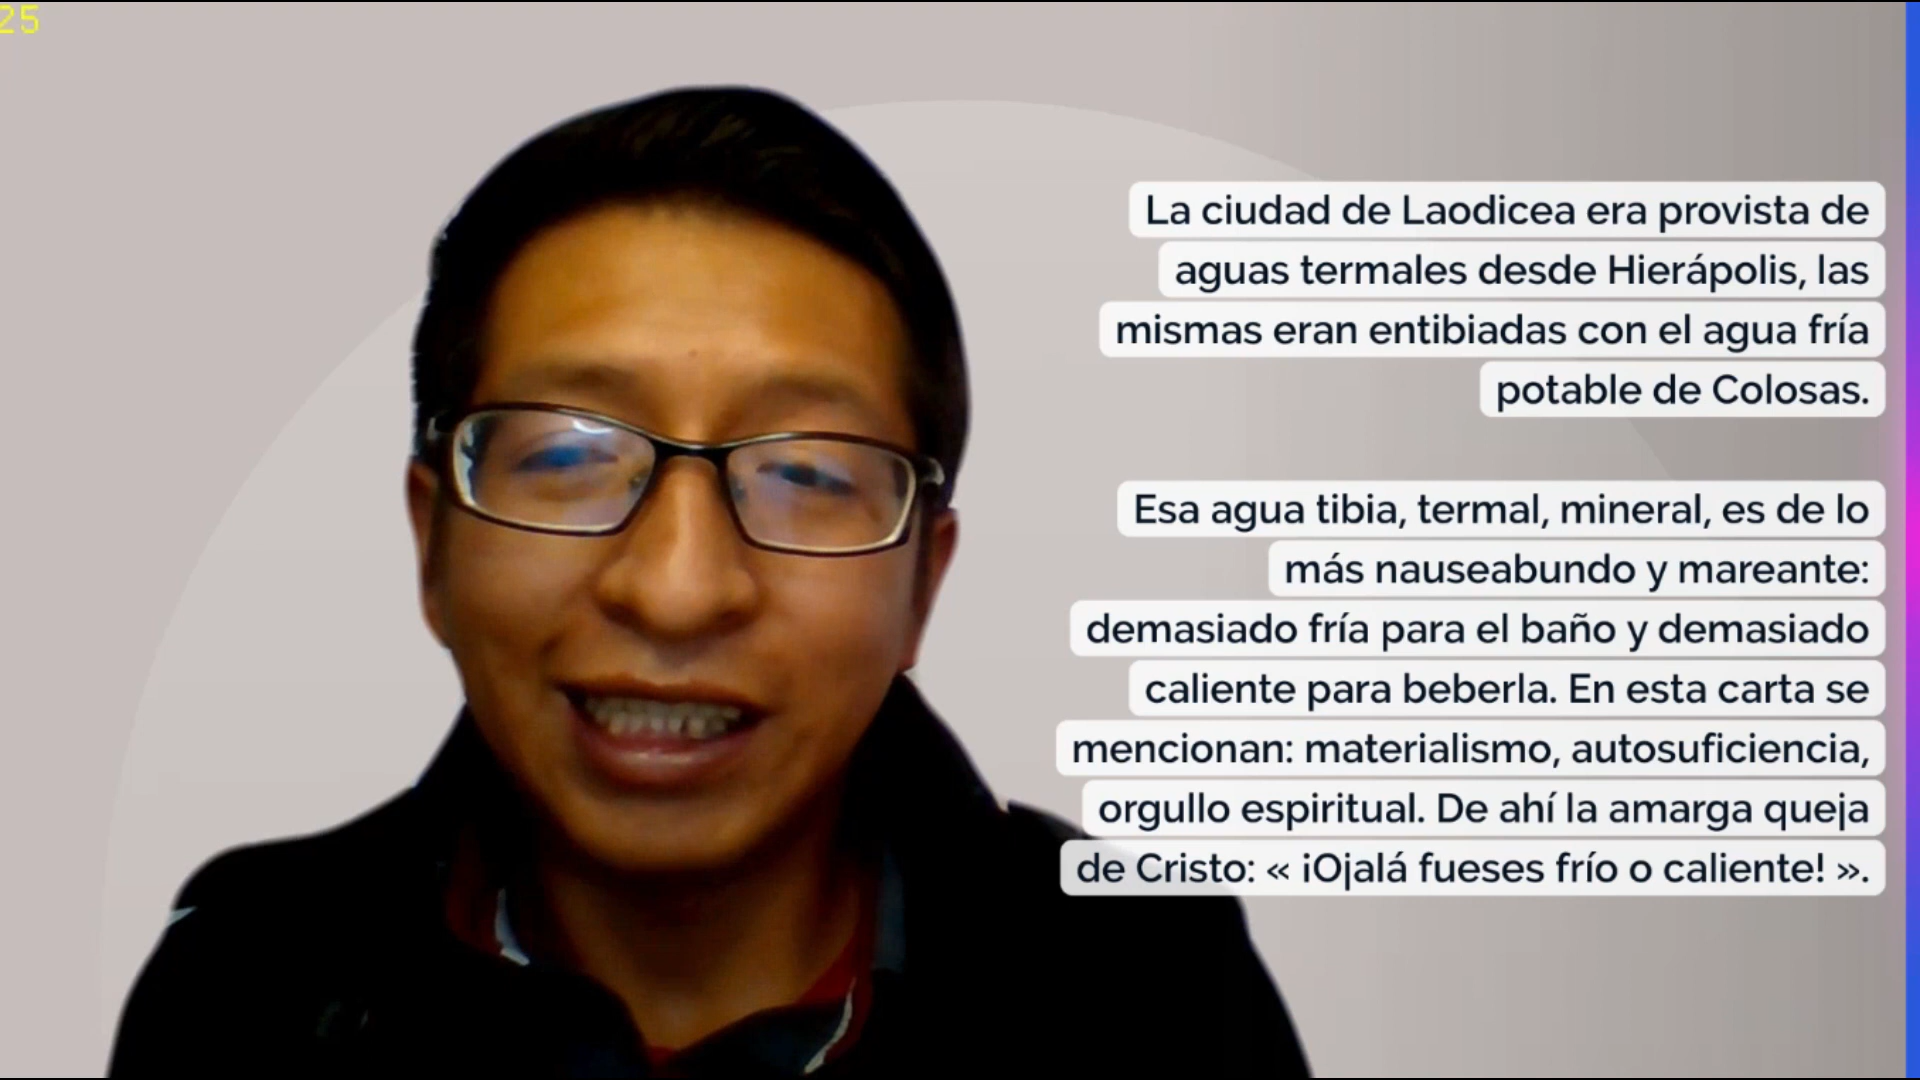 25
La ciudad de Laodicea era provista de
aguas termales desde Hierápolis, las
mismas eran entibiadas con el agua fría
potable de Colosas.
Esa agua tibia, termal, mineral, es de lo
más nauseabundo y mareante:
demasiado fría para el baño y demasiado
caliente para beberla. En esta carta se
mencionan: materialismo, autosuficiencia,
orgullo espiritual. De ahí la amarga queja
de Cristo: « ¡Ojalá fueses frío o caliente! ».